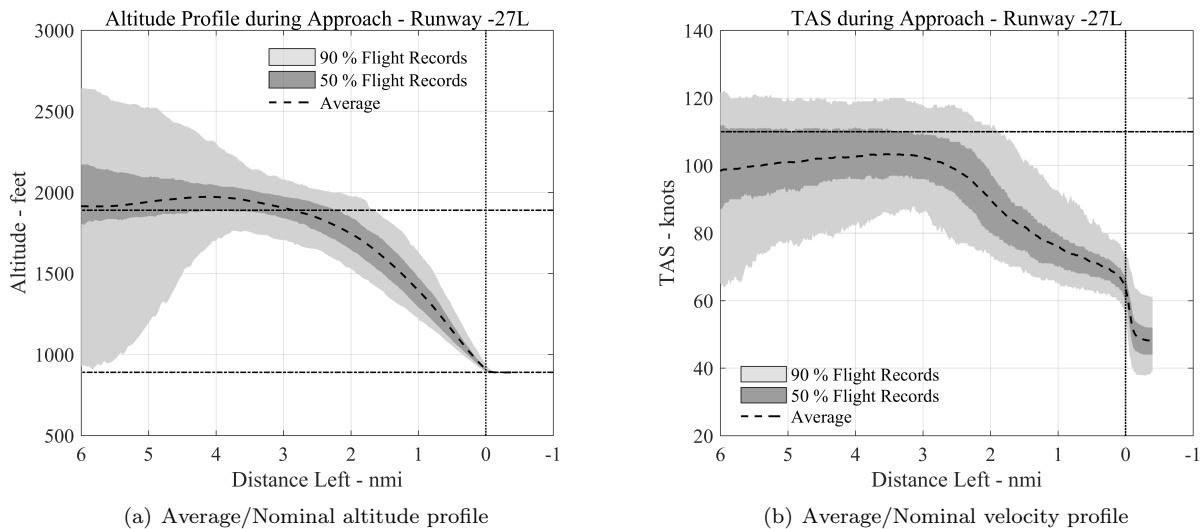 Altitude Profile during Approach - Runway -27L
3000
2500
2000
1500
1000
500
Altitude - feet
90 % Flight Records
50 % Flight Records
Average
6 5 4 3 2 1 0 -1
Distance Left - nmi
(a) Average/Nominal altitude profile
TAS during Approach - Runway -27L
140
120
100
80
60
40
20
TAS - knots
90 % Flight Records
50 % Flight Records
Average
6 5 4 3 2 1 0 -1
Distance Left - nmi
(b) Average/Nominal velocity profile